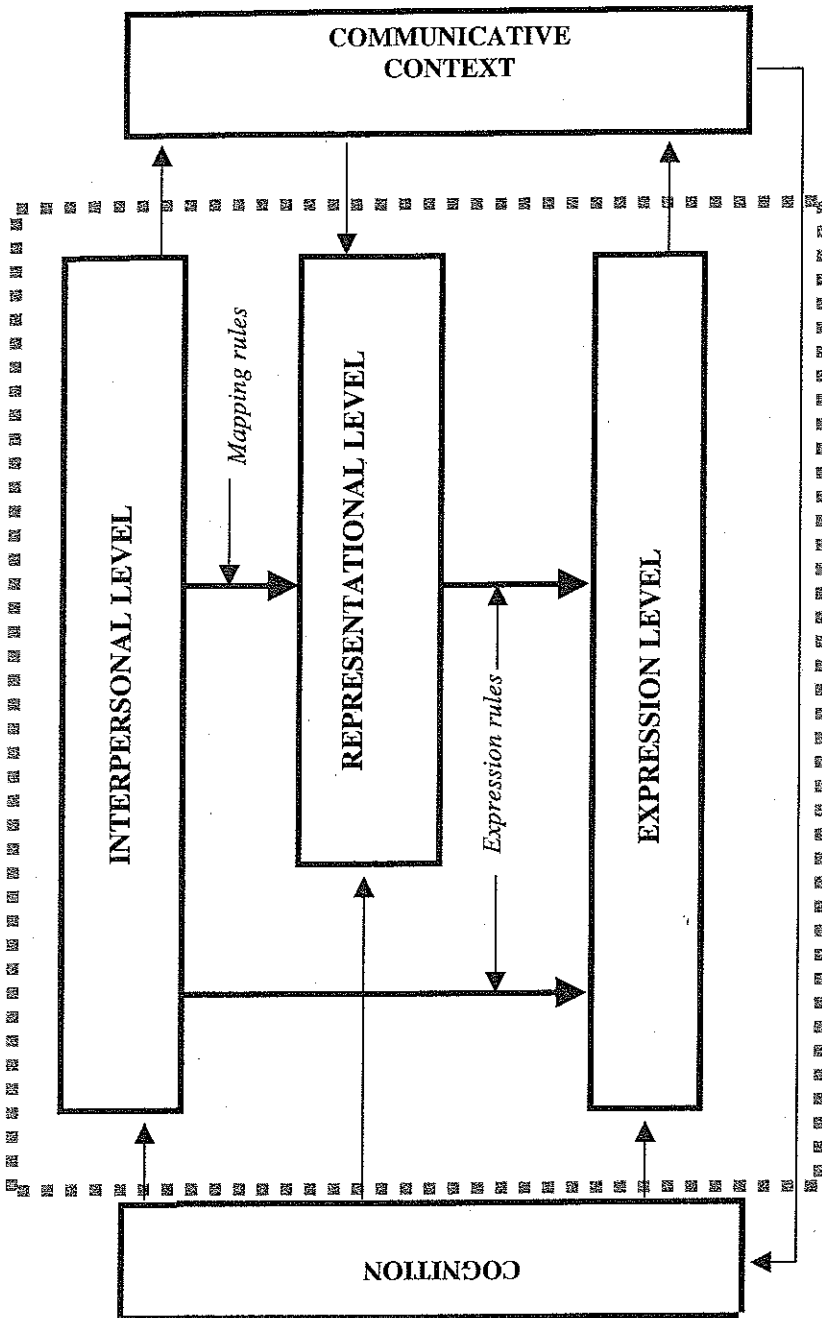 COMMUNICATIVE
CONTEXT
INTERPERSONAL LEVEL
Mapping rules
REPRESENTATIONAL LEVEL
Expression rules
EXPRESSION LEVEL
COGNITION